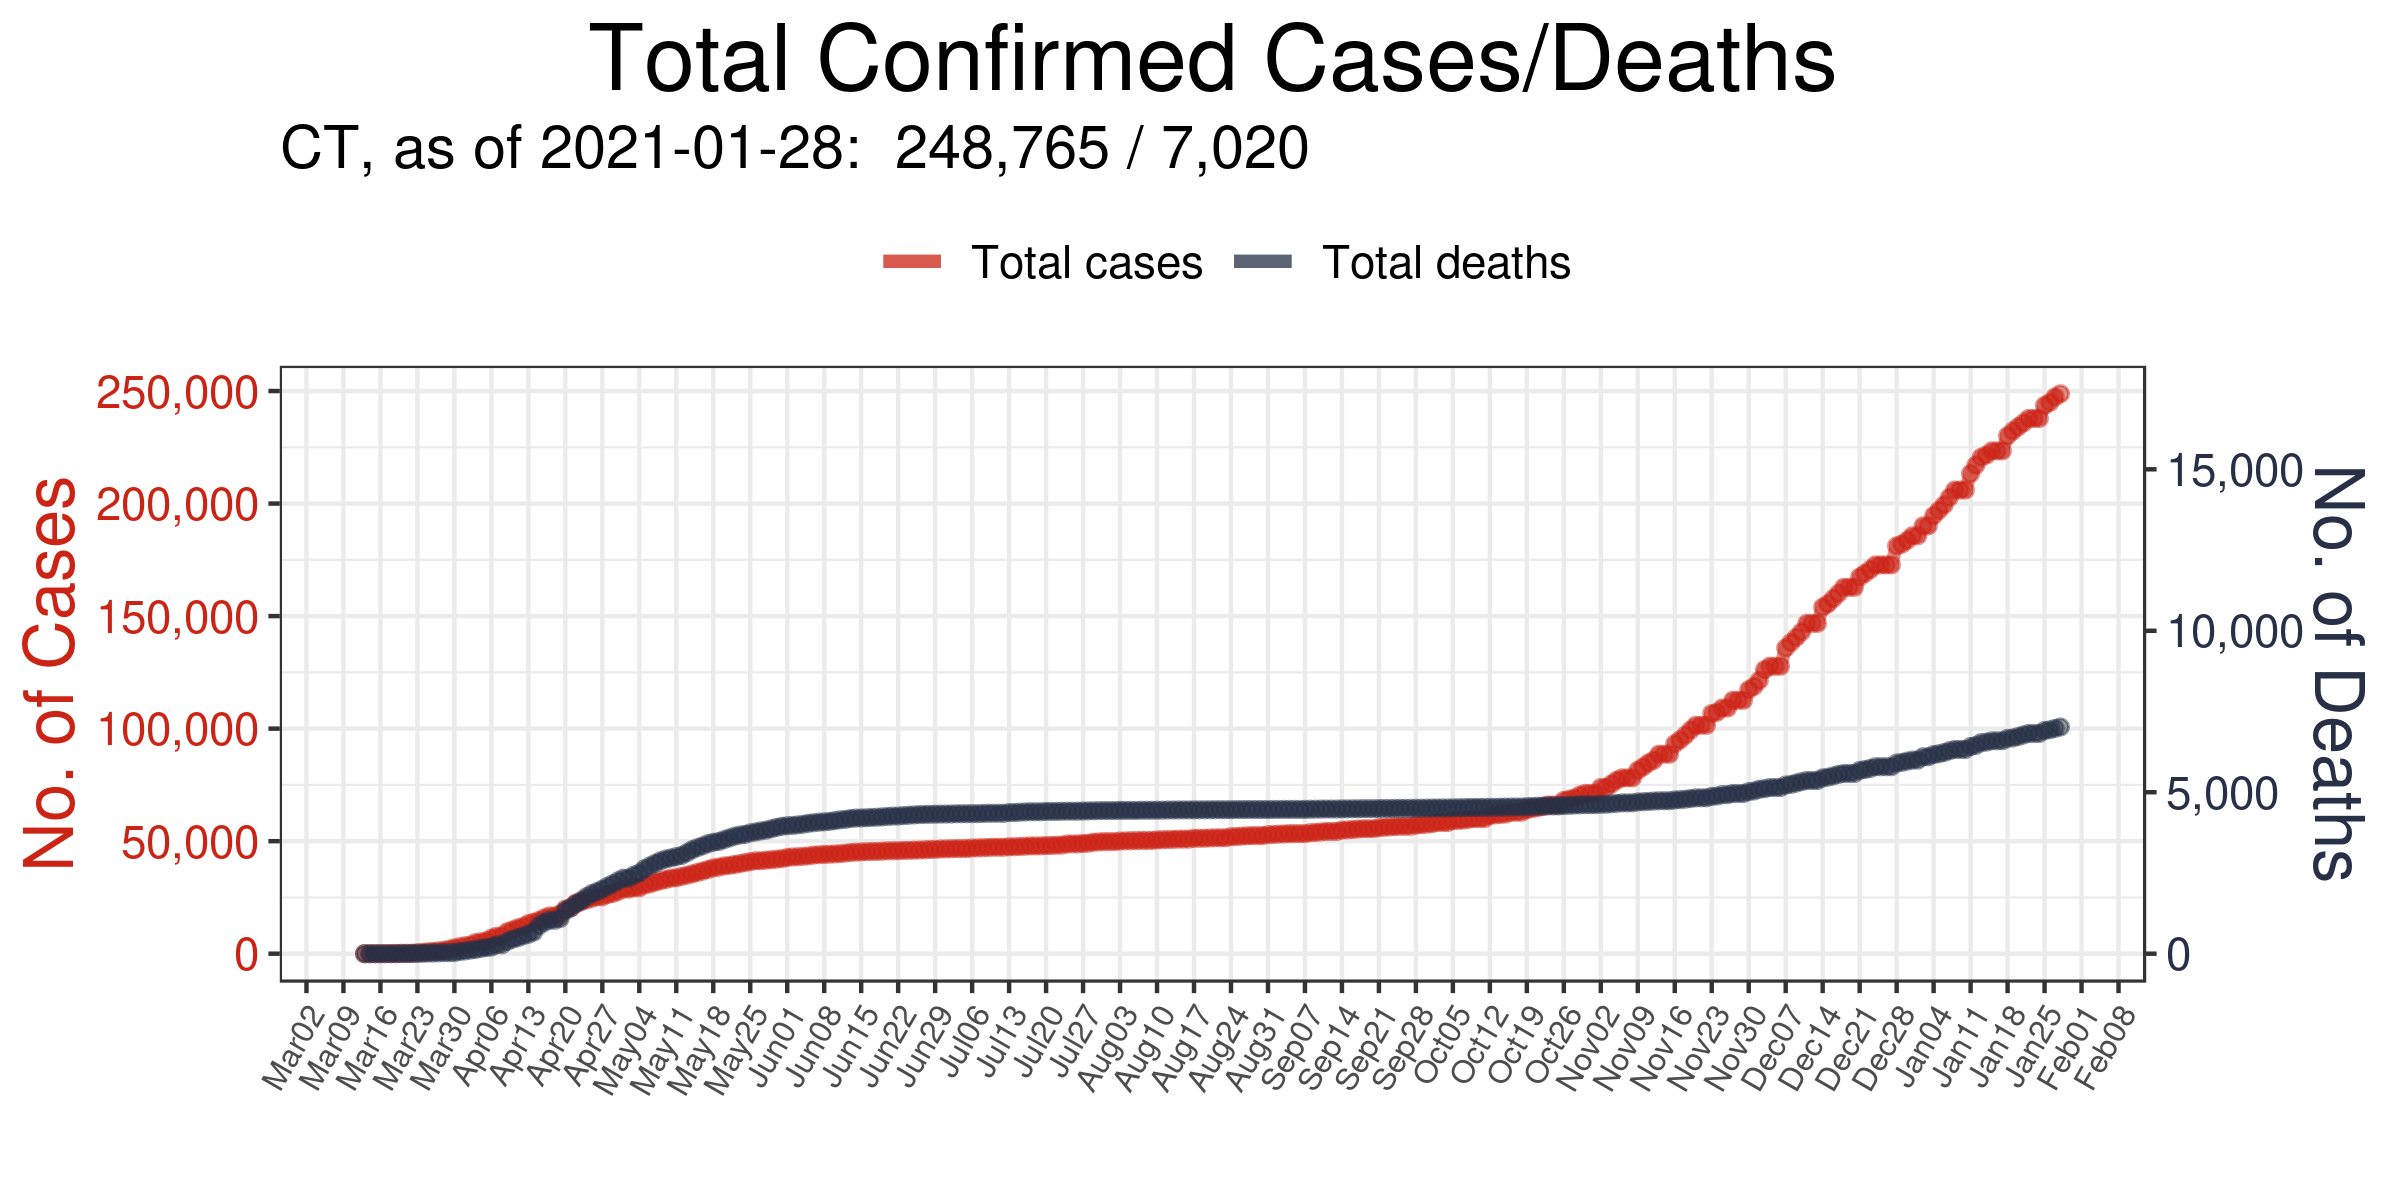 Total Confirmed Cases/Deaths
CT, as of 2021-01-28:  248,765 / 7,020
Total cases
Total deaths
No. of Cases
250,000
200,000
150,000
100,000
50,000
0
15,000
10,000
5,000
0
No. of Deaths
Mar02
Mar09
Mar16
Mar23
Mar30
Apr06
Apr13
Apr20
Apr27
May04
May11
May18
May25
Jun01
Jun08
Jun15
Jun22
Jun29
Jul06
Jul13
Jul20
Jul27
Aug03
Aug10
Aug17
Aug24
Aug31
Sep07
Sep14
Sep21
Sep28
Oct05
Oct12
Oct19
Oct26
Nov02
Nov09
Nov16
Nov23
Nov30
Dec07
Dec14
Dec21
Dec28
Jan04
Jan11
Jan18
Jan25
Feb01
Feb08